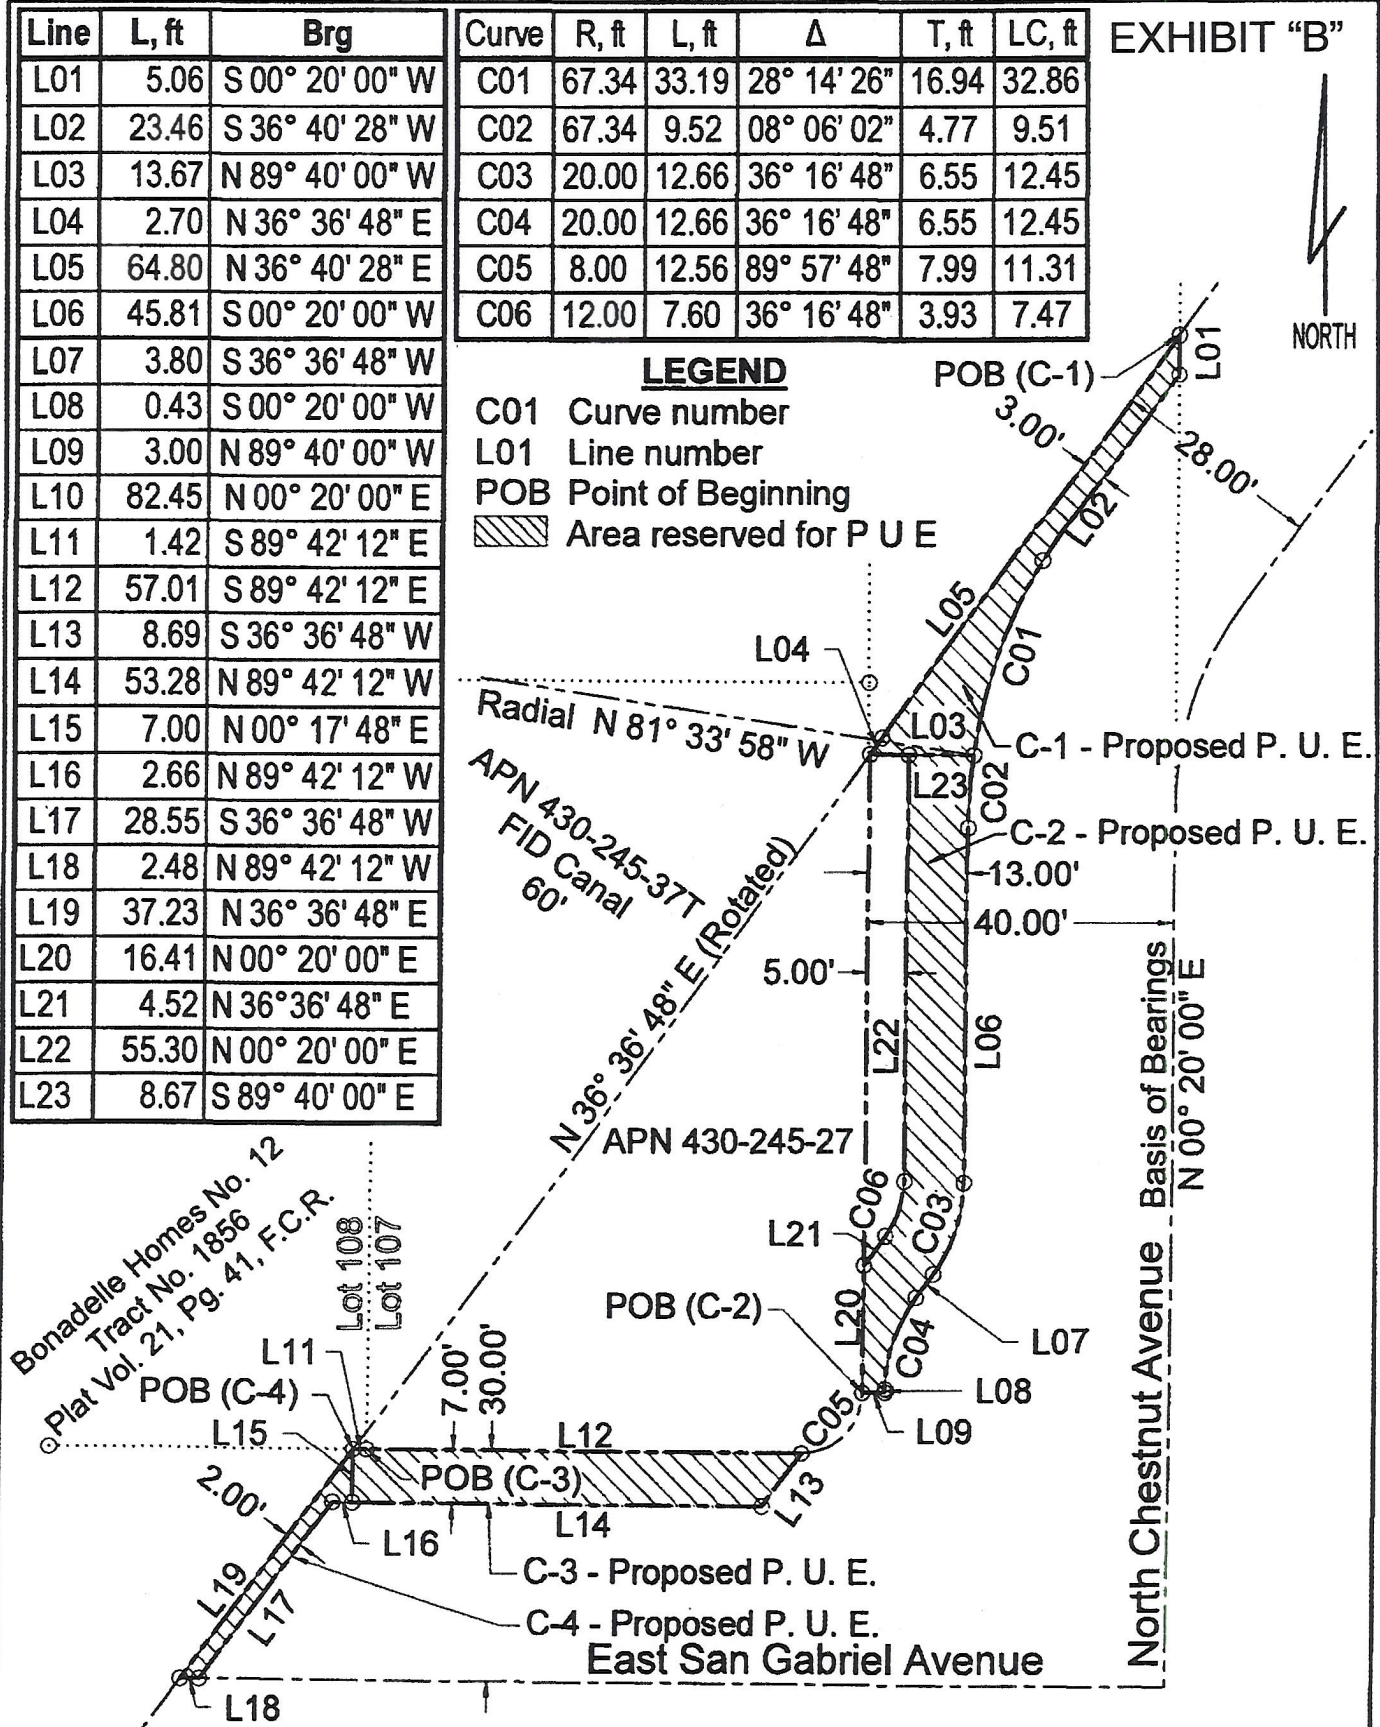 EXHIBIT “B”
Line L, ft Brg
L01 5.06 S 00° 20' 00" W
L02 23.46 S 36° 40' 28" W
L03 13.67 N 89° 40' 00" W
L04 2.70 N 36° 36' 48" E
L05 64.80 N 36° 40' 28" E
L06 45.81 S 00° 20' 00" W
L07 3.80 S 36° 36' 48" W
L08 0.43 S 00° 20' 00" W
L09 3.00 N 89° 40' 00" W
L10 82.45 N 00° 20' 00" E
L11 1.42 S 89° 42' 12" E
L12 57.01 S 89° 42' 12" E
L13 8.69 S 36° 36' 48" W
L14 53.28 N 89° 42' 12" W
L15 7.00 N 00° 17' 48" E
L16 2.66 N 89° 42' 12" W
L17 28.55 S 36° 36' 48" W
L18 2.48 N 89° 42' 12" W
L19 37.23 N 36° 36' 48" E
L20 16.41 N 00° 20' 00" E
L21 4.52 N 36°36' 48" E
L22 55.30 N 00° 20' 00" E
L23 8.67 S 89° 40' 00" E
Curve R, ft L, ft Δ T, ft LC, ft
C01 67.34 33.19 28° 14' 26" 16.94 32.86
C02 67.34 9.52 08° 06' 02" 4.77 9.51
C03 20.00 12.66 36° 16' 48" 6.55 12.45
C04 20.00 12.66 36° 16' 48" 6.55 12.45
C05 8.00 12.56 89° 57' 48" 7.99 11.31
C06 12.00 7.60 36° 16' 48" 3.93 7.47
NORTH
LEGEND
C01 Curve number
L01 Line number
POB Point of Beginning
Area reserved for P U E
POB (C-1)
L01
3.00'
28.00'
L02
L05
C01
L04
L03
Radial N 81° 33' 58" W
C-1 - Proposed P. U. E.
L23
C02
APN 430-245-37T
FID Canal
60'
C-2 - Proposed P. U. E.
13.00'
40.00'
5.00'
N 36° 36' 48" E (Rotated)
L22
L06
Basis of Bearings
N 00° 20' 00" E
APN 430-245-27
C06
C03
L21
L20
POB (C-2)
C04
L07
L08
L09
C05
North Chestnut Avenue
Bonadelle Homes No. 12
Tract No. 1856
Plat Vol. 21, Pg. 41, F.C.R.
Lot 108
Lot 107
L11
POB (C-4)
L15
7.00'
30.00'
L12
POB (C-3)
2.00'
L13
L14
L16
C-3 - Proposed P. U. E.
L19
L17
C-4 - Proposed P. U. E.
East San Gabriel Avenue
L18